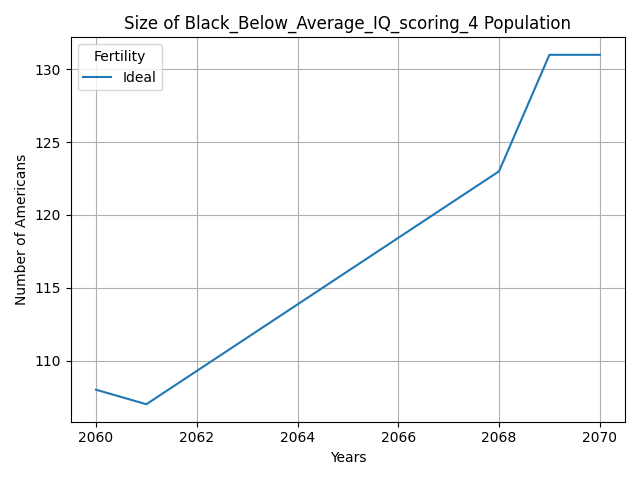 Size of Black_Below_Average_IQ_scoring_4 Population
Fertility
Ideal
Number of Americans
130
125
120
115
110
2060 2062 2064 2066 2068 2070
Years